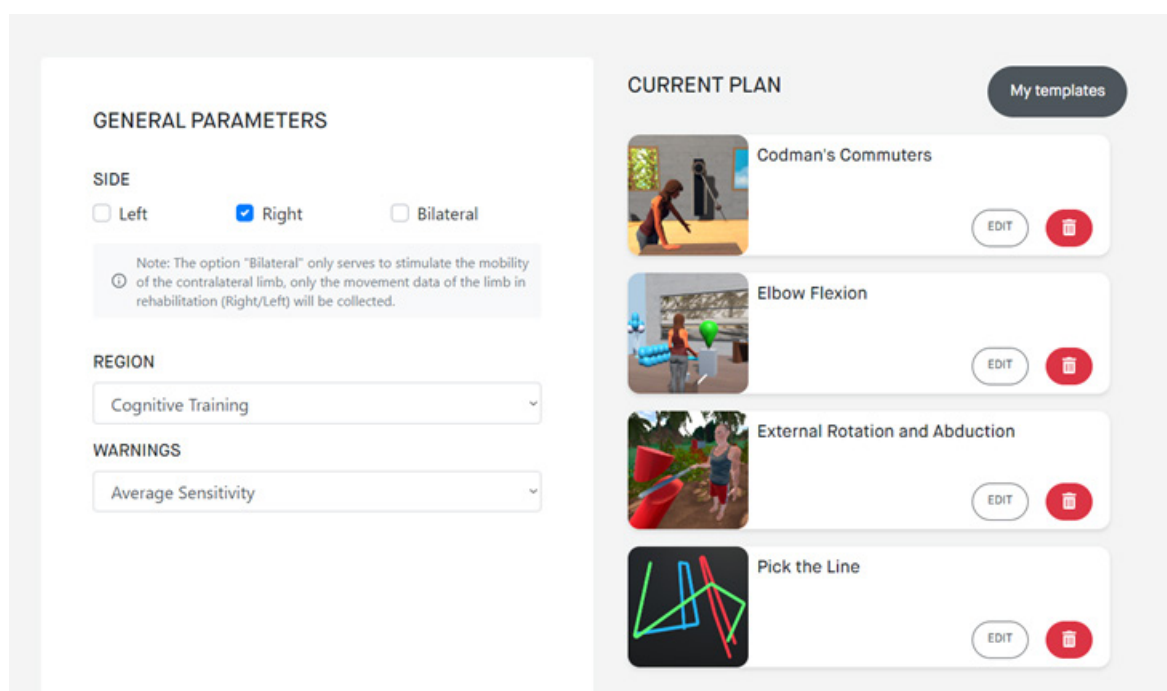 GENERAL PARAMETERS
SIDE
Left
Right
Bilateral
Note: The option "Bilateral" only serves to stimulate the mobility
of the contralateral limb, only the movement data of the limb in
rehabilitation (Right/Left) will be collected.
REGION
Cognitive Training
WARNINGS
Average Sensitivity
CURRENT PLAN
My templates
Codman's Commuters
EDIT
Elbow Flexion
EDIT
External Rotation and Abduction
EDIT
Pick the Line
EDIT